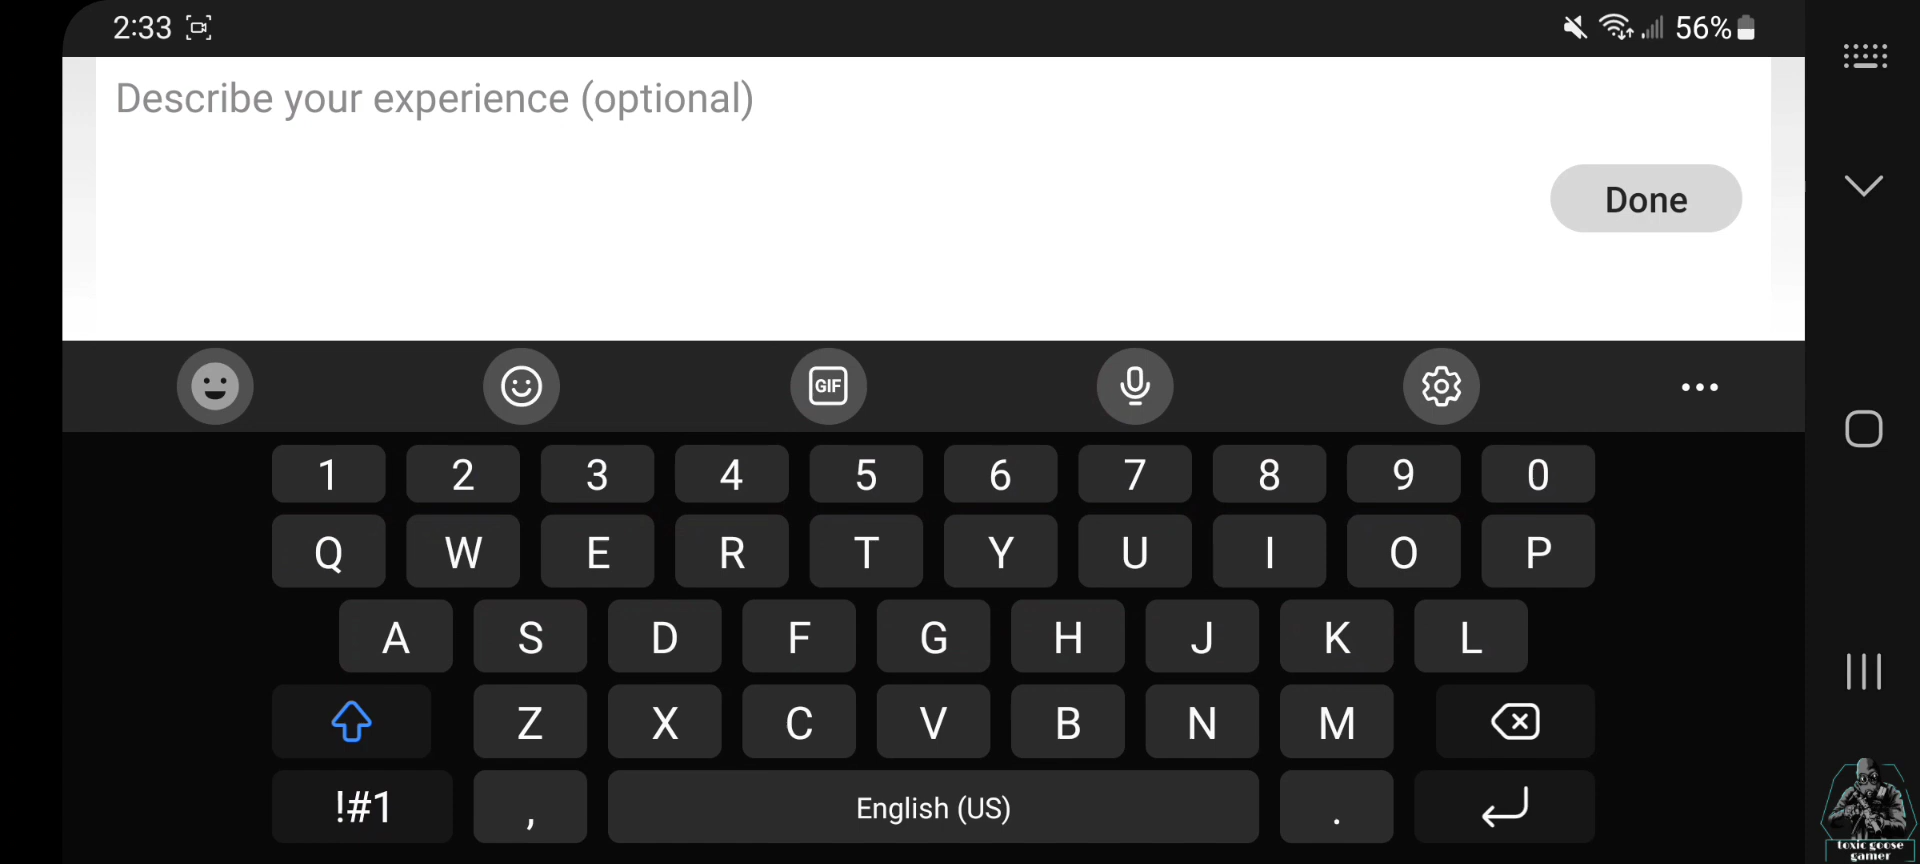 2:33
56%
Describe your experience (optional)
Done
GIF
1 2 3 4 5 6 7 8 9 0
Q W E R T Y U I O P
A S D F G H J K L
Z X C V B N M
!#1 , English (US) .
toxic goose
gamer